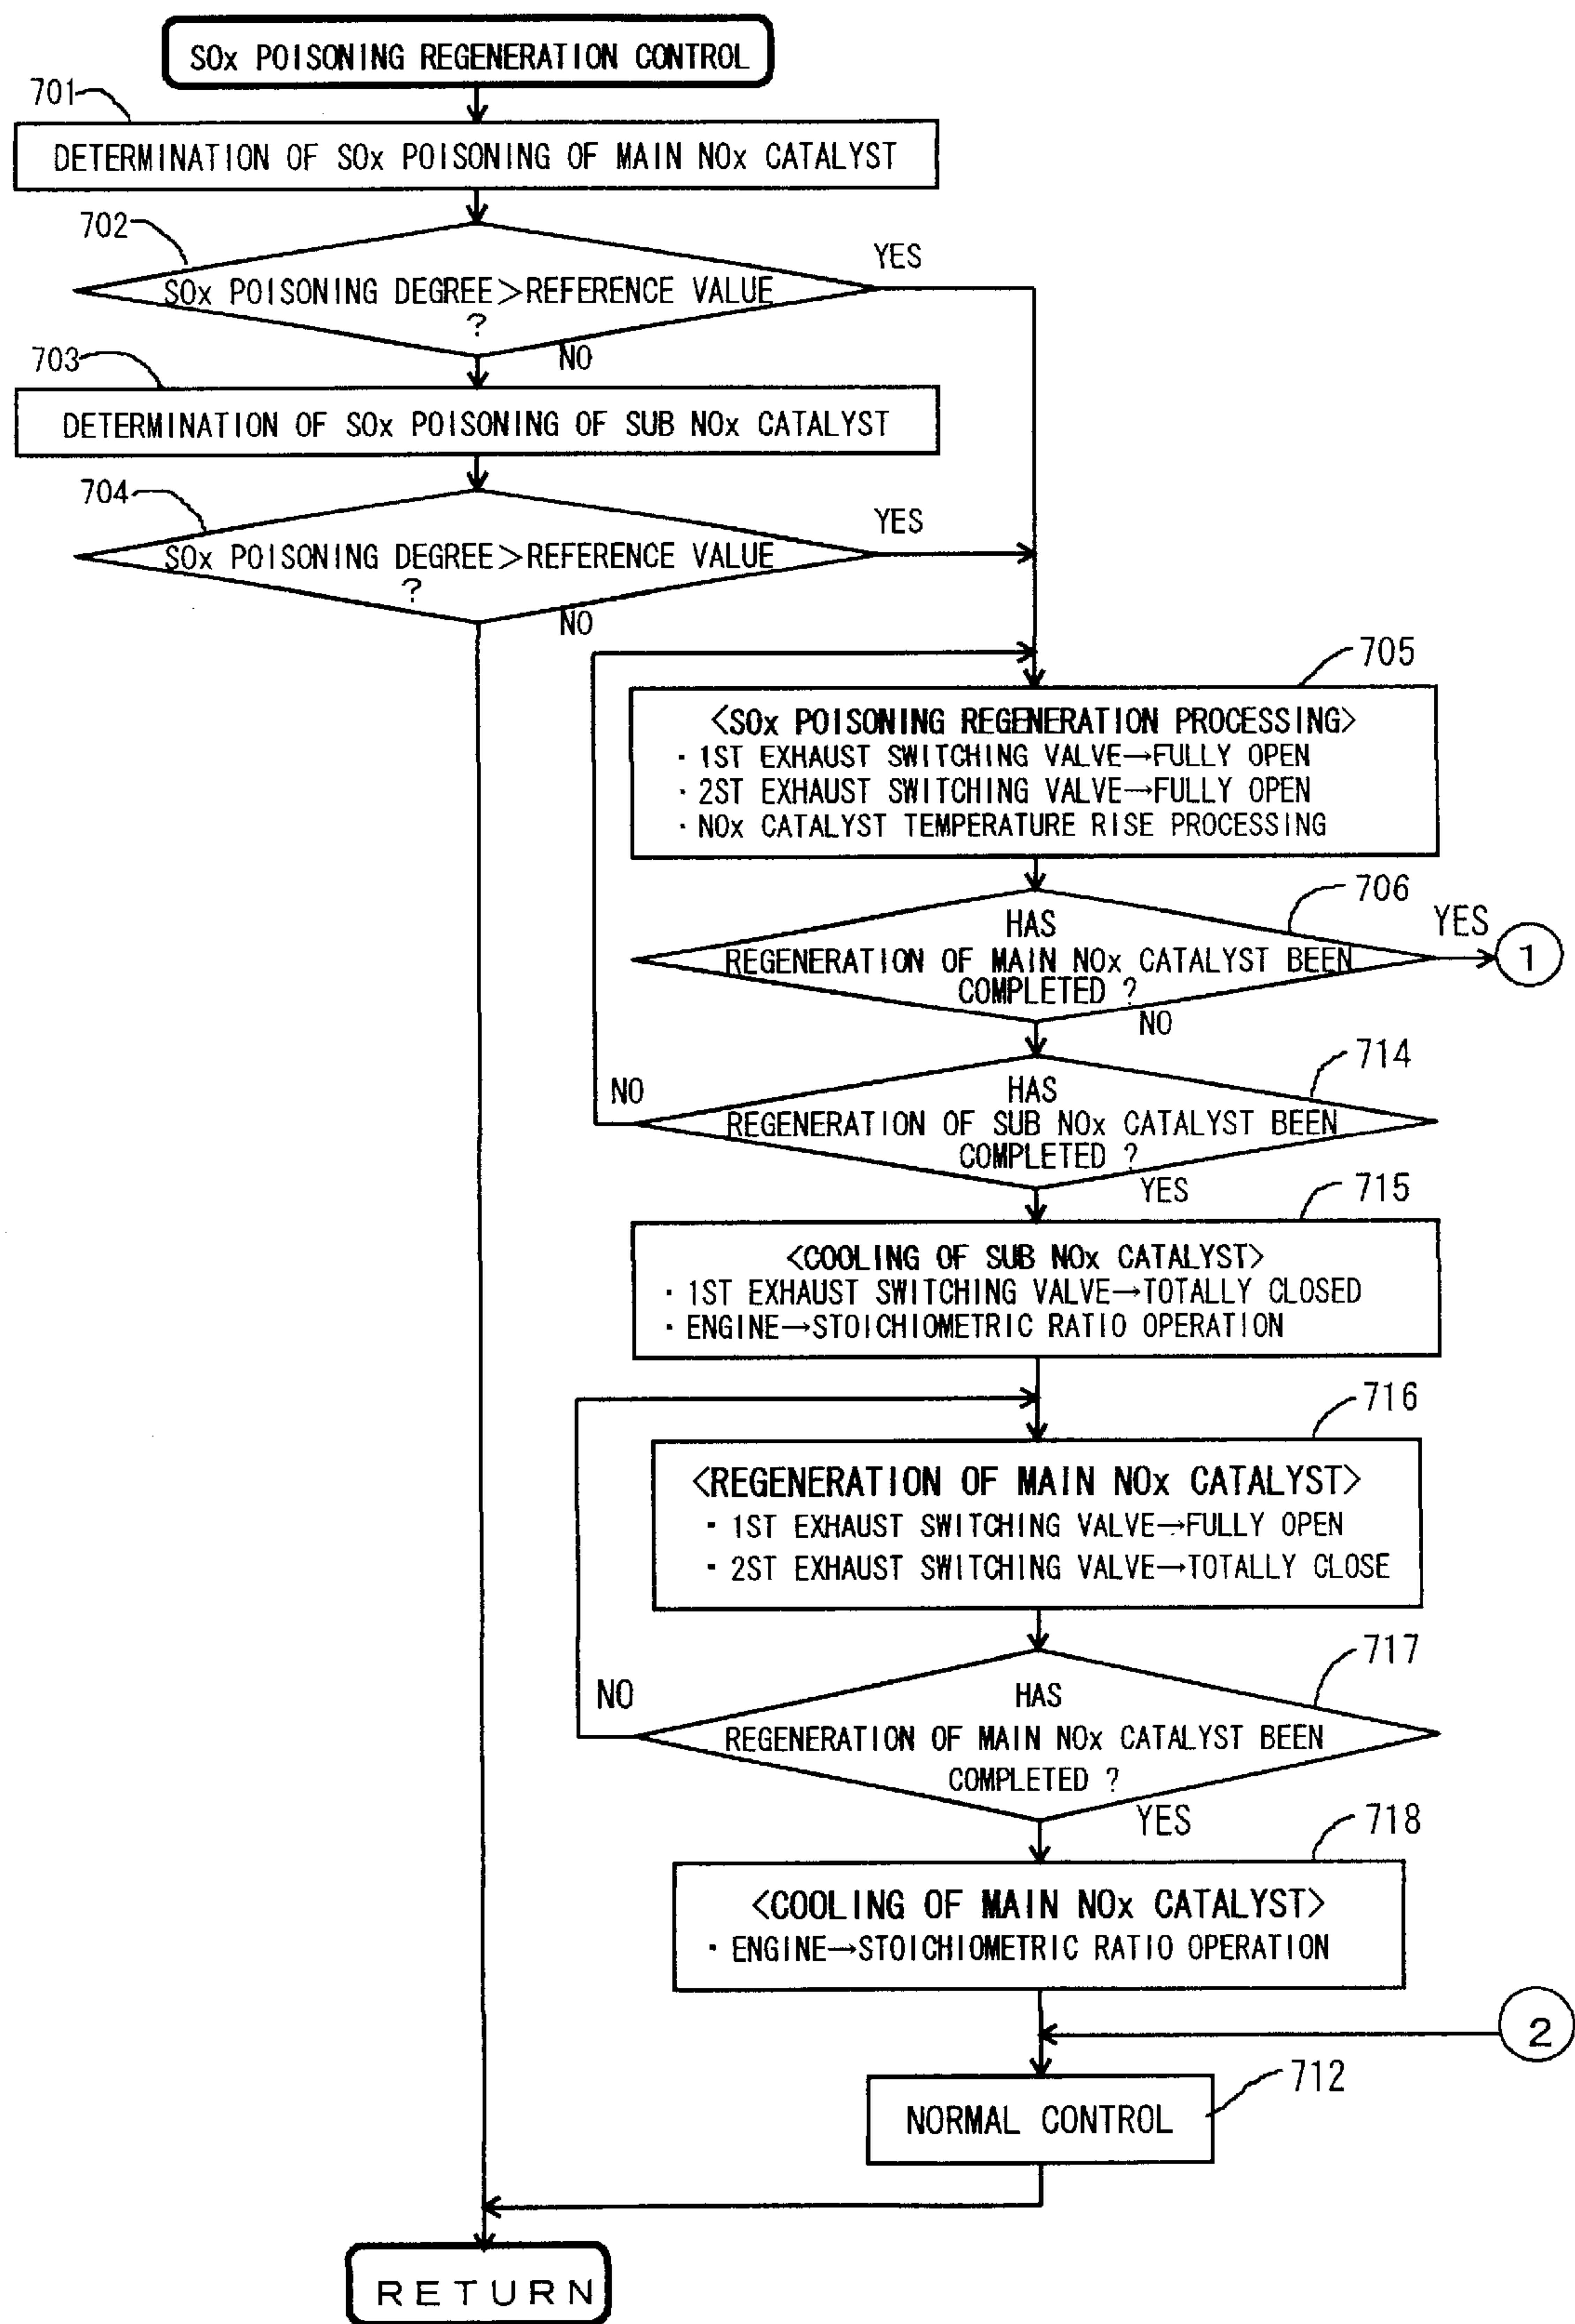 SOx POISONING REGENERATION CONTROL
701
DETERMINATION OF SOx POISONING OF MAIN NOx CATALYST
702
YES
SOx POISONING DEGREE>REFERENCE VALUE
?
NO
703
DETERMINATION OF SOx POISONING OF SUB NOx CATALYST
704
YES
SOx POISONING DEGREE>REFERENCE VALUE
?
NO
705
<SOx POISONING REGENERATION PROCESSING>
・1ST EXHAUST SWITCHING VALVE→FULLY OPEN
・2ST EXHAUST SWITCHING VALVE→FULLY OPEN
・NOx CATALYST TEMPERATURE RISE PROCESSING
706
YES
1
HAS
REGENERATION OF MAIN NOx CATALYST BEEN
COMPLETED ?
NO
714
NO
HAS
REGENERATION OF SUB NOx CATALYST BEEN
COMPLETED ?
YES
715
<COOLING OF SUB NOx CATALYST>
・1ST EXHAUST SWITCHING VALVE→TOTALLY CLOSED
・ENGINE→STOICHIOMETRIC RATIO OPERATION
716
<REGENERATION OF MAIN NOx CATALYST>
・1ST EXHAUST SWITCHING VALVE→FULLY OPEN
・2ST EXHAUST SWITCHING VALVE→TOTALLY CLOSE
717
NO
HAS
REGENERATION OF MAIN NOx CATALYST BEEN
COMPLETED ?
YES
718
<COOLING OF MAIN NOx CATALYST>
・ENGINE→STOICHIOMETRIC RATIO OPERATION
2
712
NORMAL CONTROL
RETURN